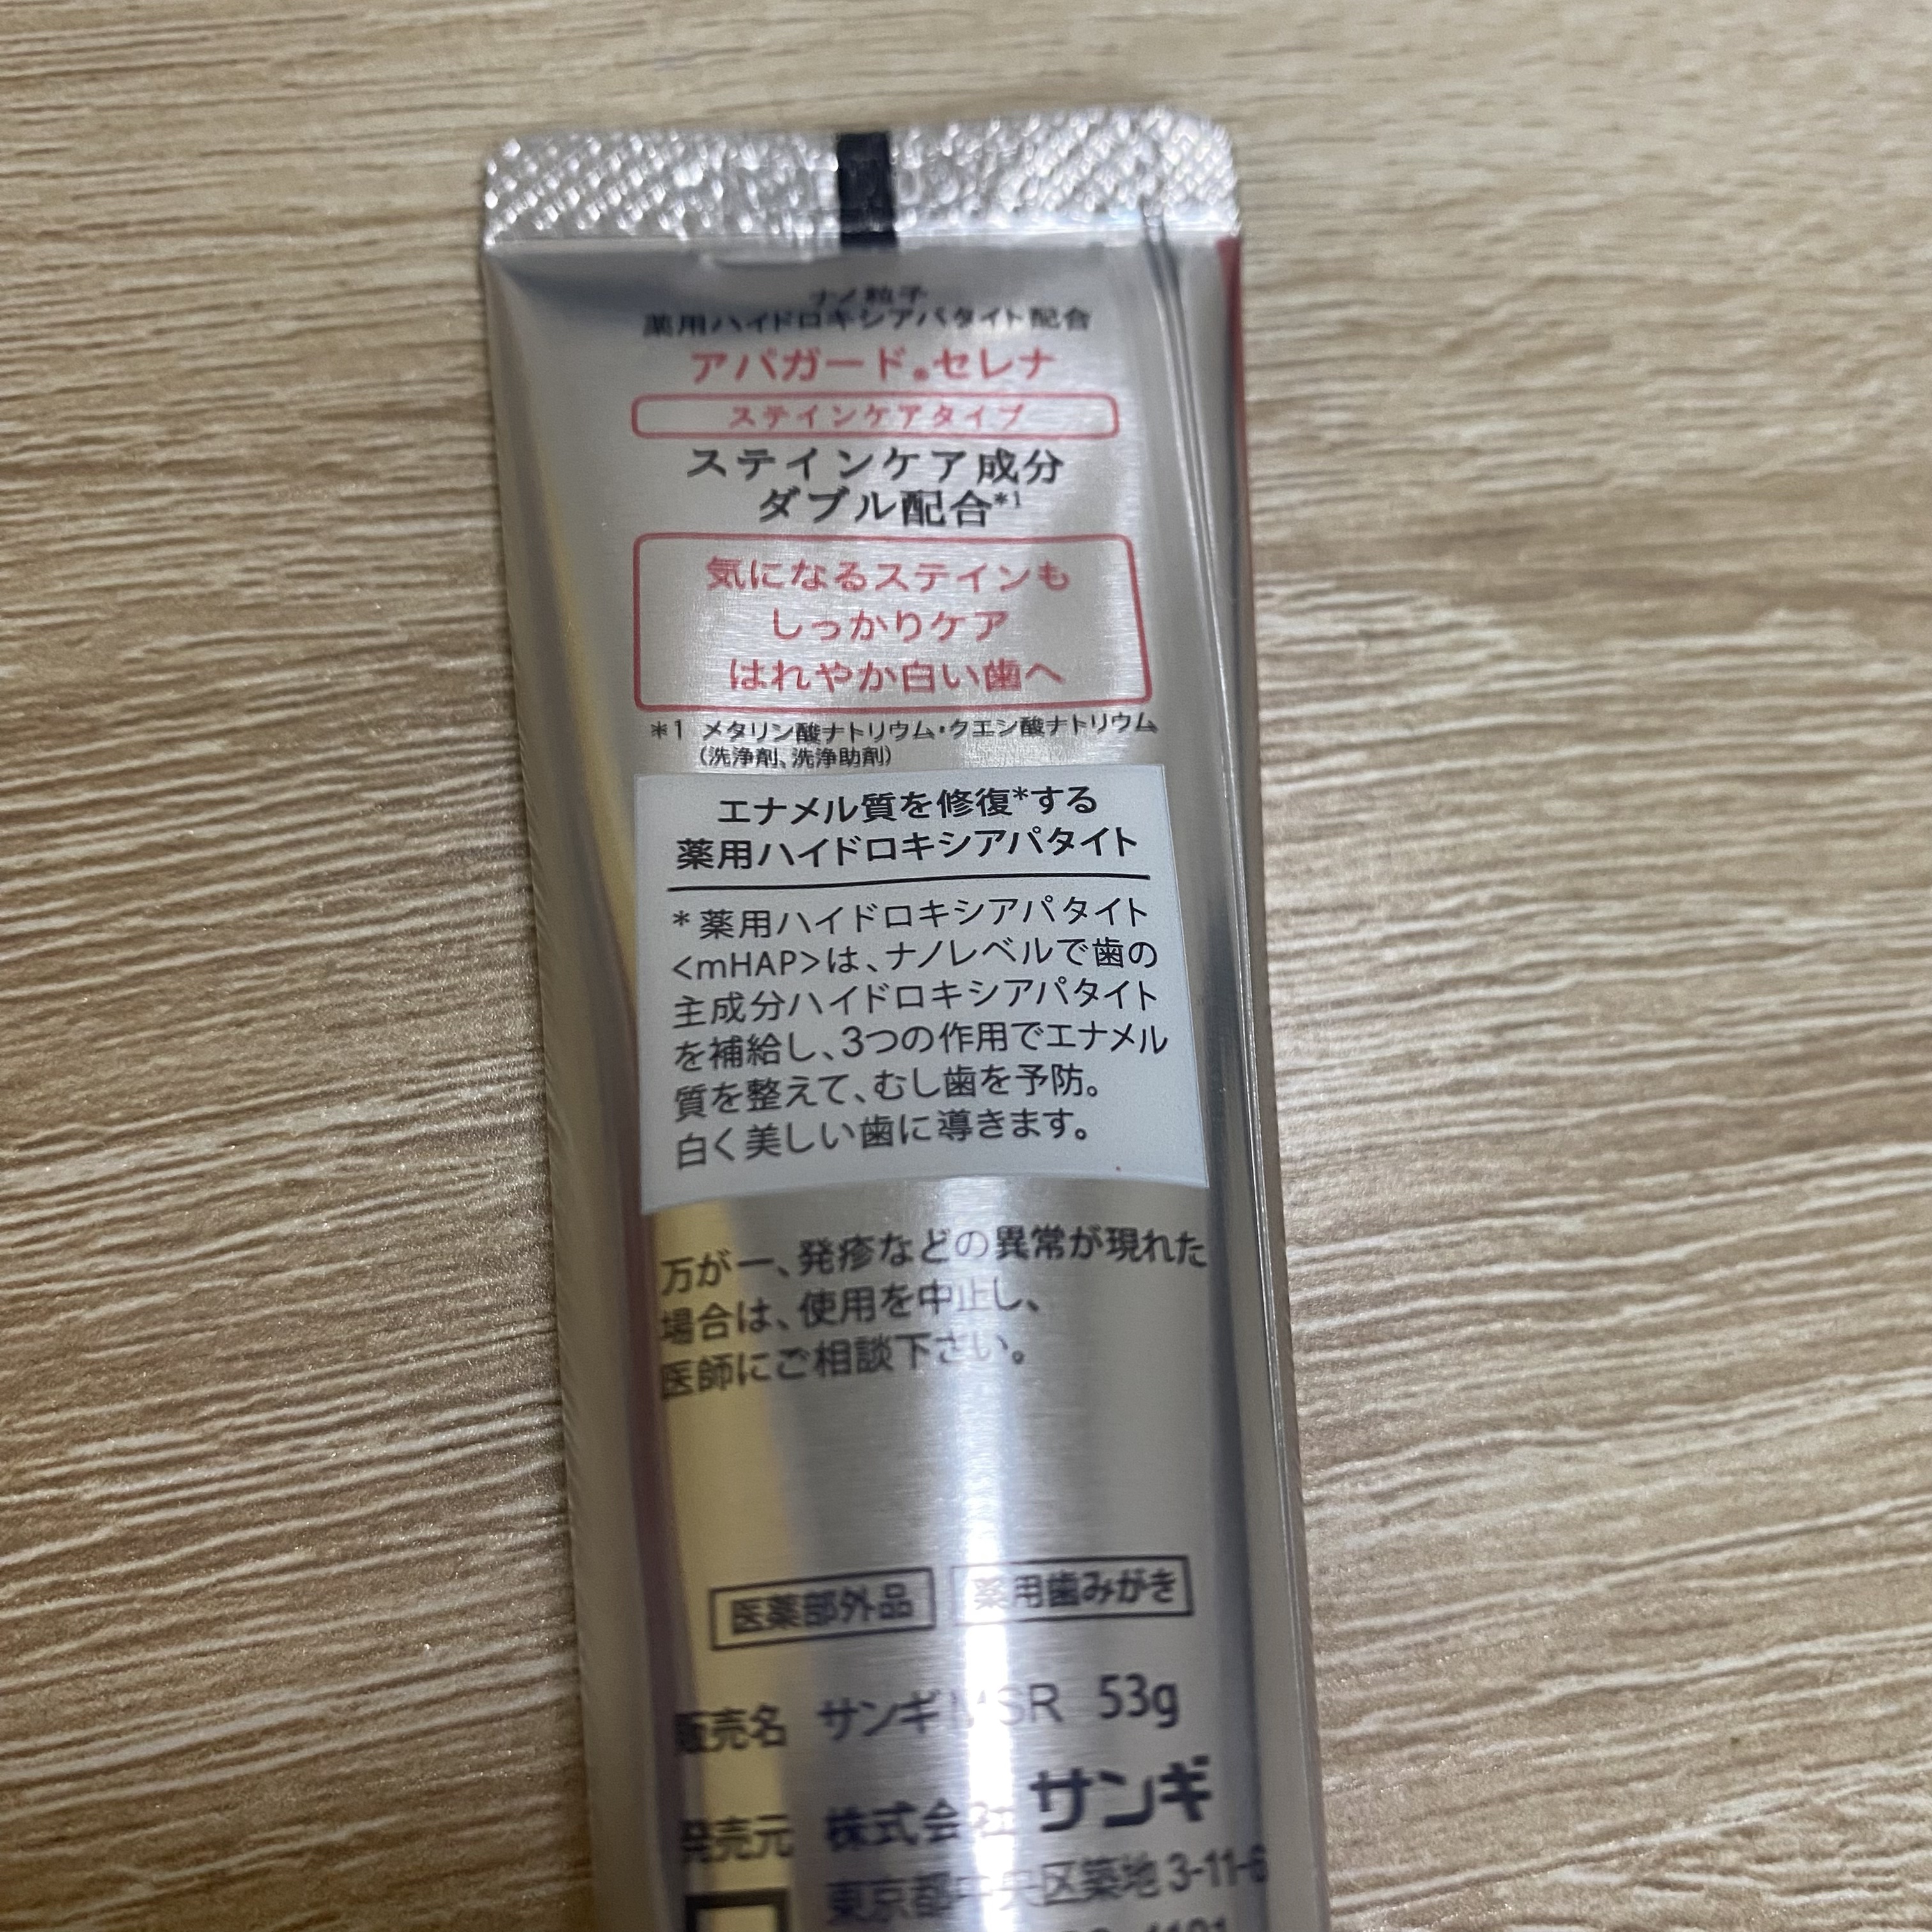 ナノ粒子
薬用ハイドロキシアパタイト配合
アパガード®セレナ
ステインケアタイプ
ステインケア成分
ダブル配合*1
気になるステインも
しっかりケア
はれやか白い歯へ
*1 メタリン酸ナトリウム・クエン酸ナトリウム
(洗浄剤、洗浄助剤)
エナメル質を修復*する
薬用ハイドロキシアパタイト
*薬用ハイドロキシアパタイト
<mHAP>は、ナノレベルで歯の
主成分ハイドロキシアパタイト
を補給し、3つの作用でエナメル
質を整えて、むし歯を予防。
白く美しい歯に導きます。
万が一、発疹などの異常が現れた
場合は、使用を中止し、
医師にご相談下さい。
医薬部外品 薬用歯みがき
販売名 サンギMSR 53g
発売元 株式会社サンギ
東京都中央区築地3-11-6